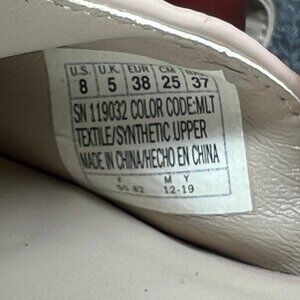 U.S. U.K. EUR CM
8 5 38 25 37
SN 119032 COLOR CODE:MLT
TEXTILE/SYNTHETIC UPPER
MADE IN CHINA/HECHO EN CHINA
F M Y
12-19